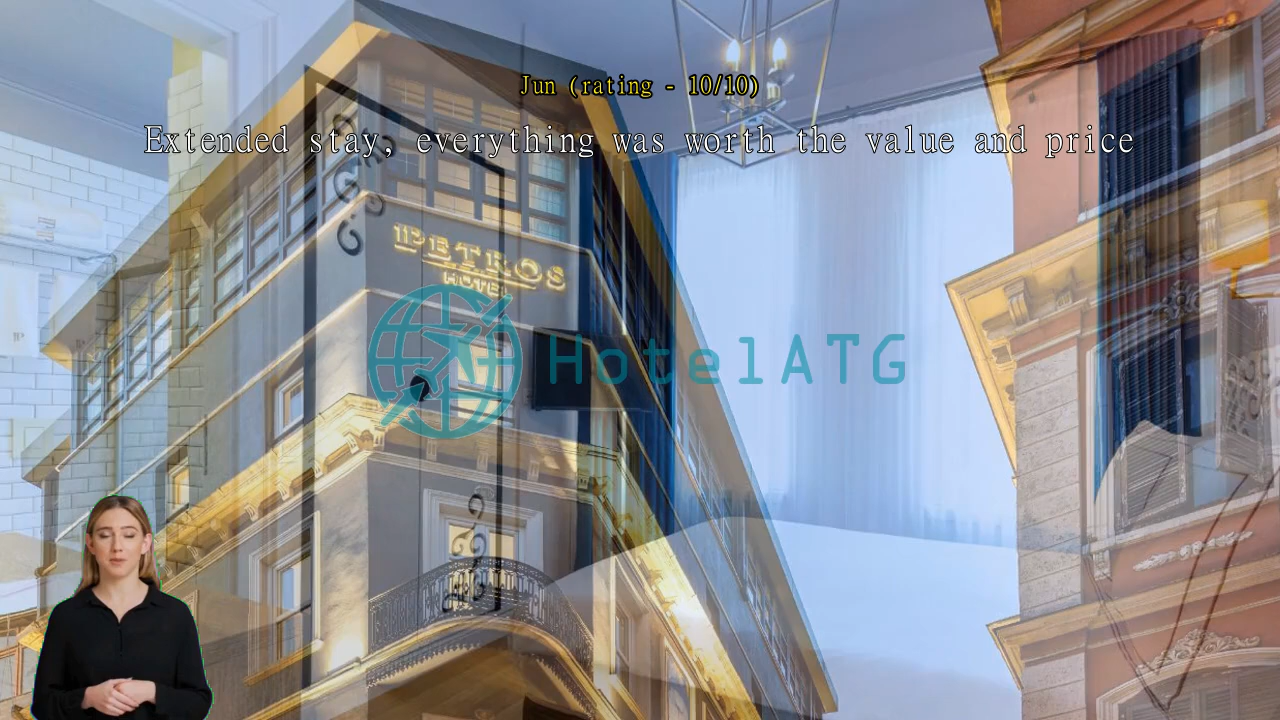 Jun (rating - 10/10)
Extended stay, everything was worth the value and price
PETROS
HOTEL
HotelATG